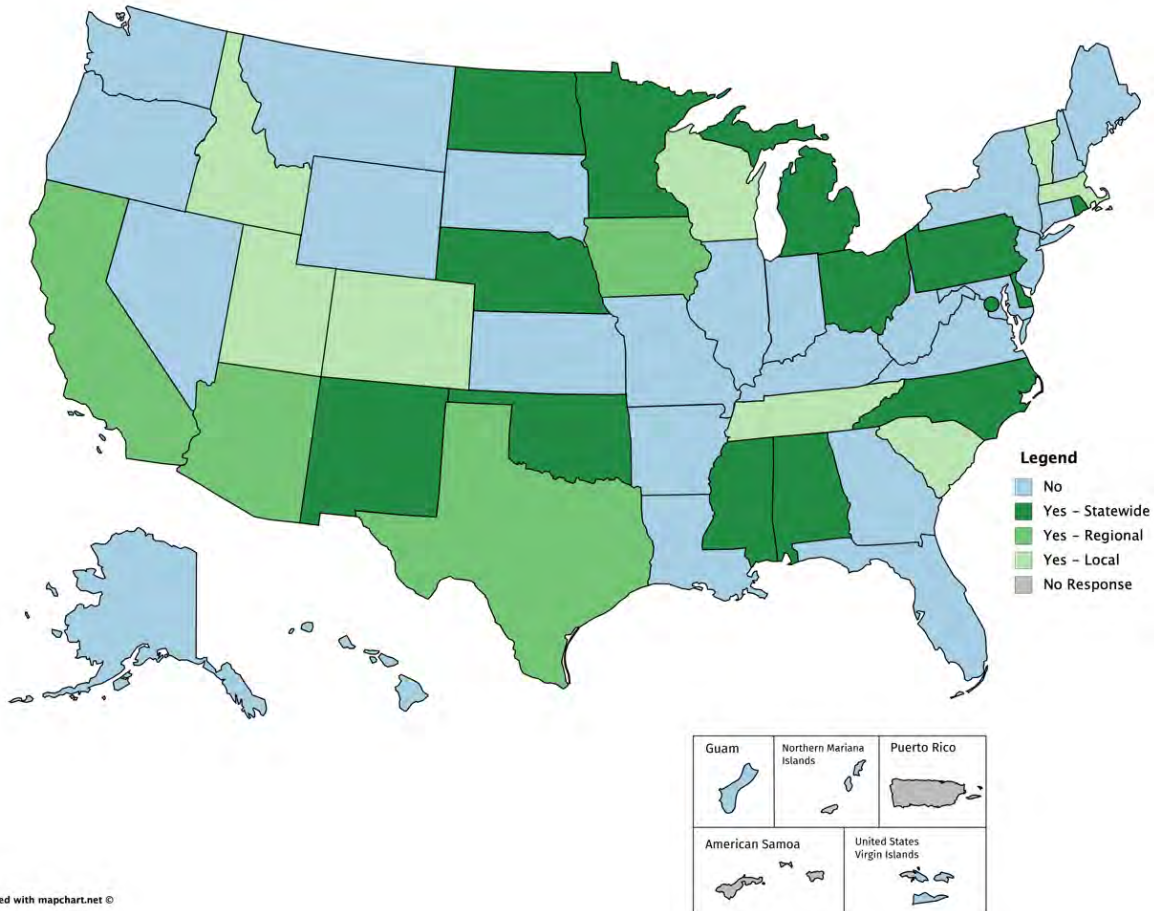 Legend
No
Yes – Statewide
Yes – Regional
Yes – Local
No Response
Guam
Northern Mariana
Islands
Puerto Rico
American Samoa
United States
Virgin Islands
ed with mapchart.net ©